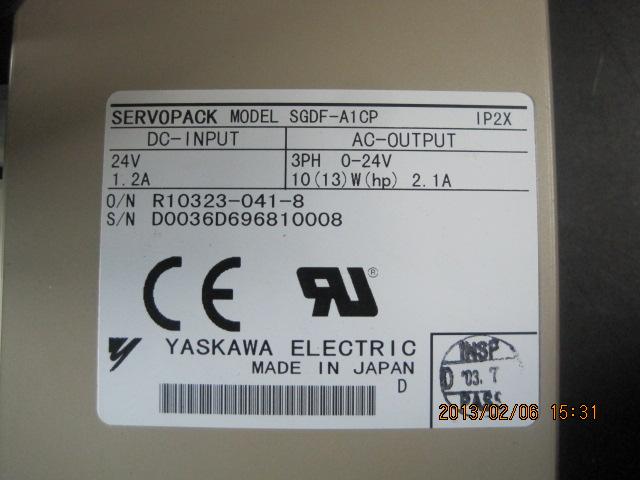 SERVOPACK MODEL SGDF-A1CP IP2X
DC-INPUT AC-OUTPUT
24V 3PH 0-24V
1.2A 10(13)W(hp) 2.1A
O/N R10323-041-8
S/N D0036D696810008
CE RU ®
YASKAWA ELECTRIC
MADE IN JAPAN
D
INSP
D '03.7
PASS
2013/02/06 15:31